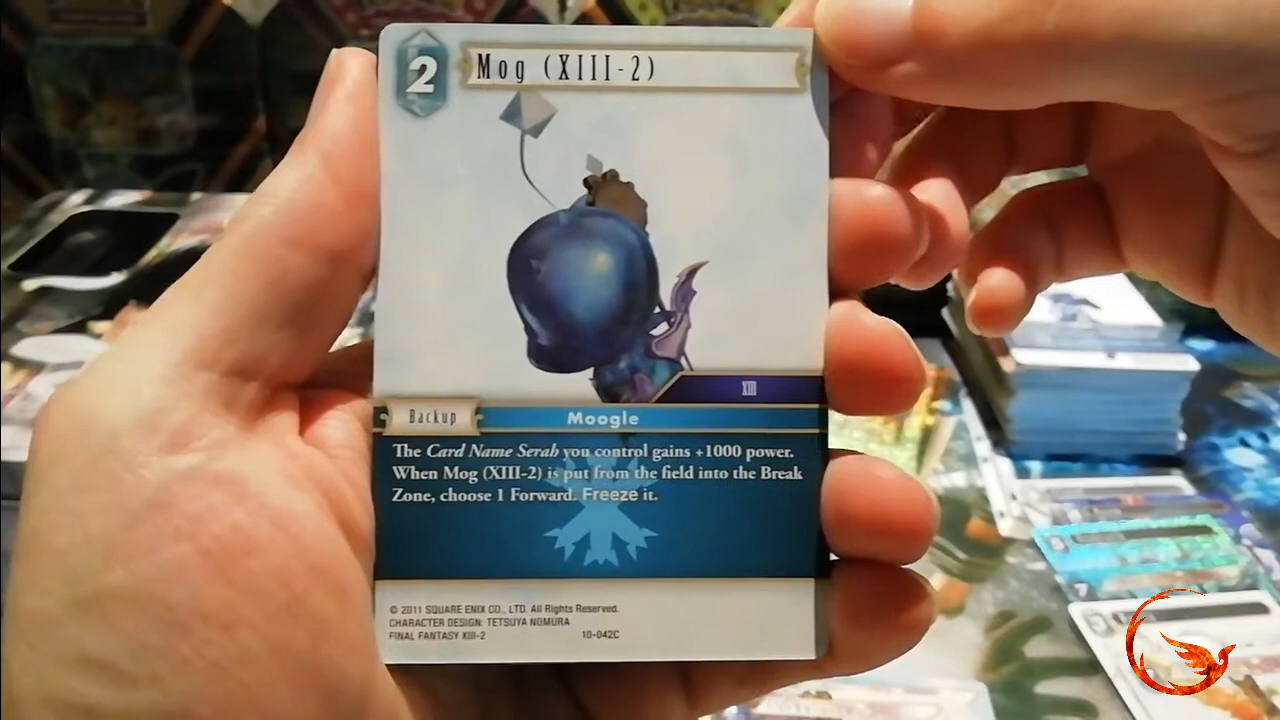 2
Mog (XIII-2)
XIII
Backup
Moogle
The Card Name Serah you control gains +1000 power.
When Mog (XIII-2) is put from the field into the Break
Zone, choose 1 Forward. Freeze it.
© 2011 SQUARE ENIX CO., LTD. All Rights Reserved.
CHARACTER DESIGN: TETSUYA NOMURA
FINAL FANTASY XIII-2
10-042C